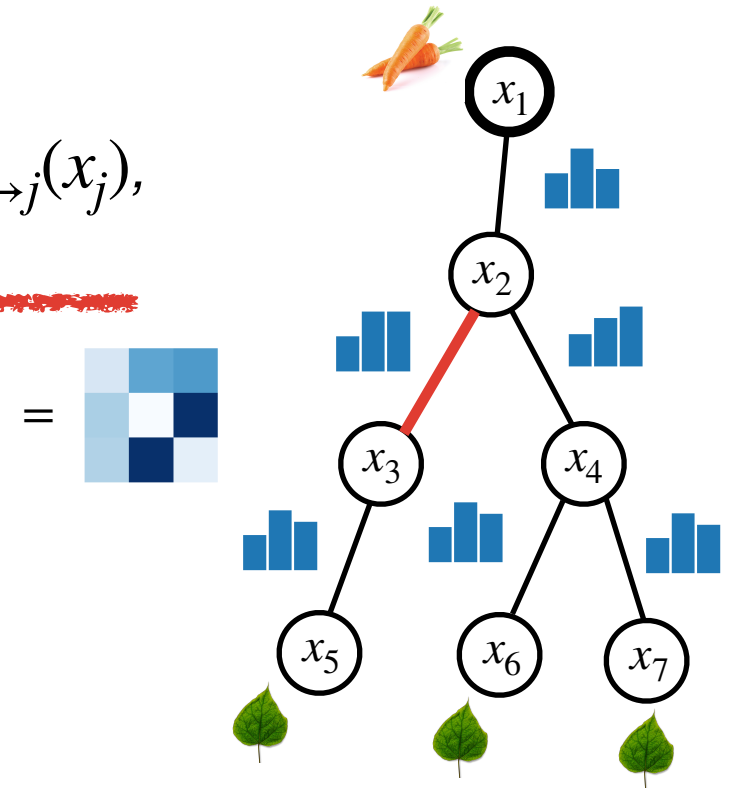 x₁
→j(xⱼ),
x₂
=
x₃
x₄
x₅
x₆
x₇